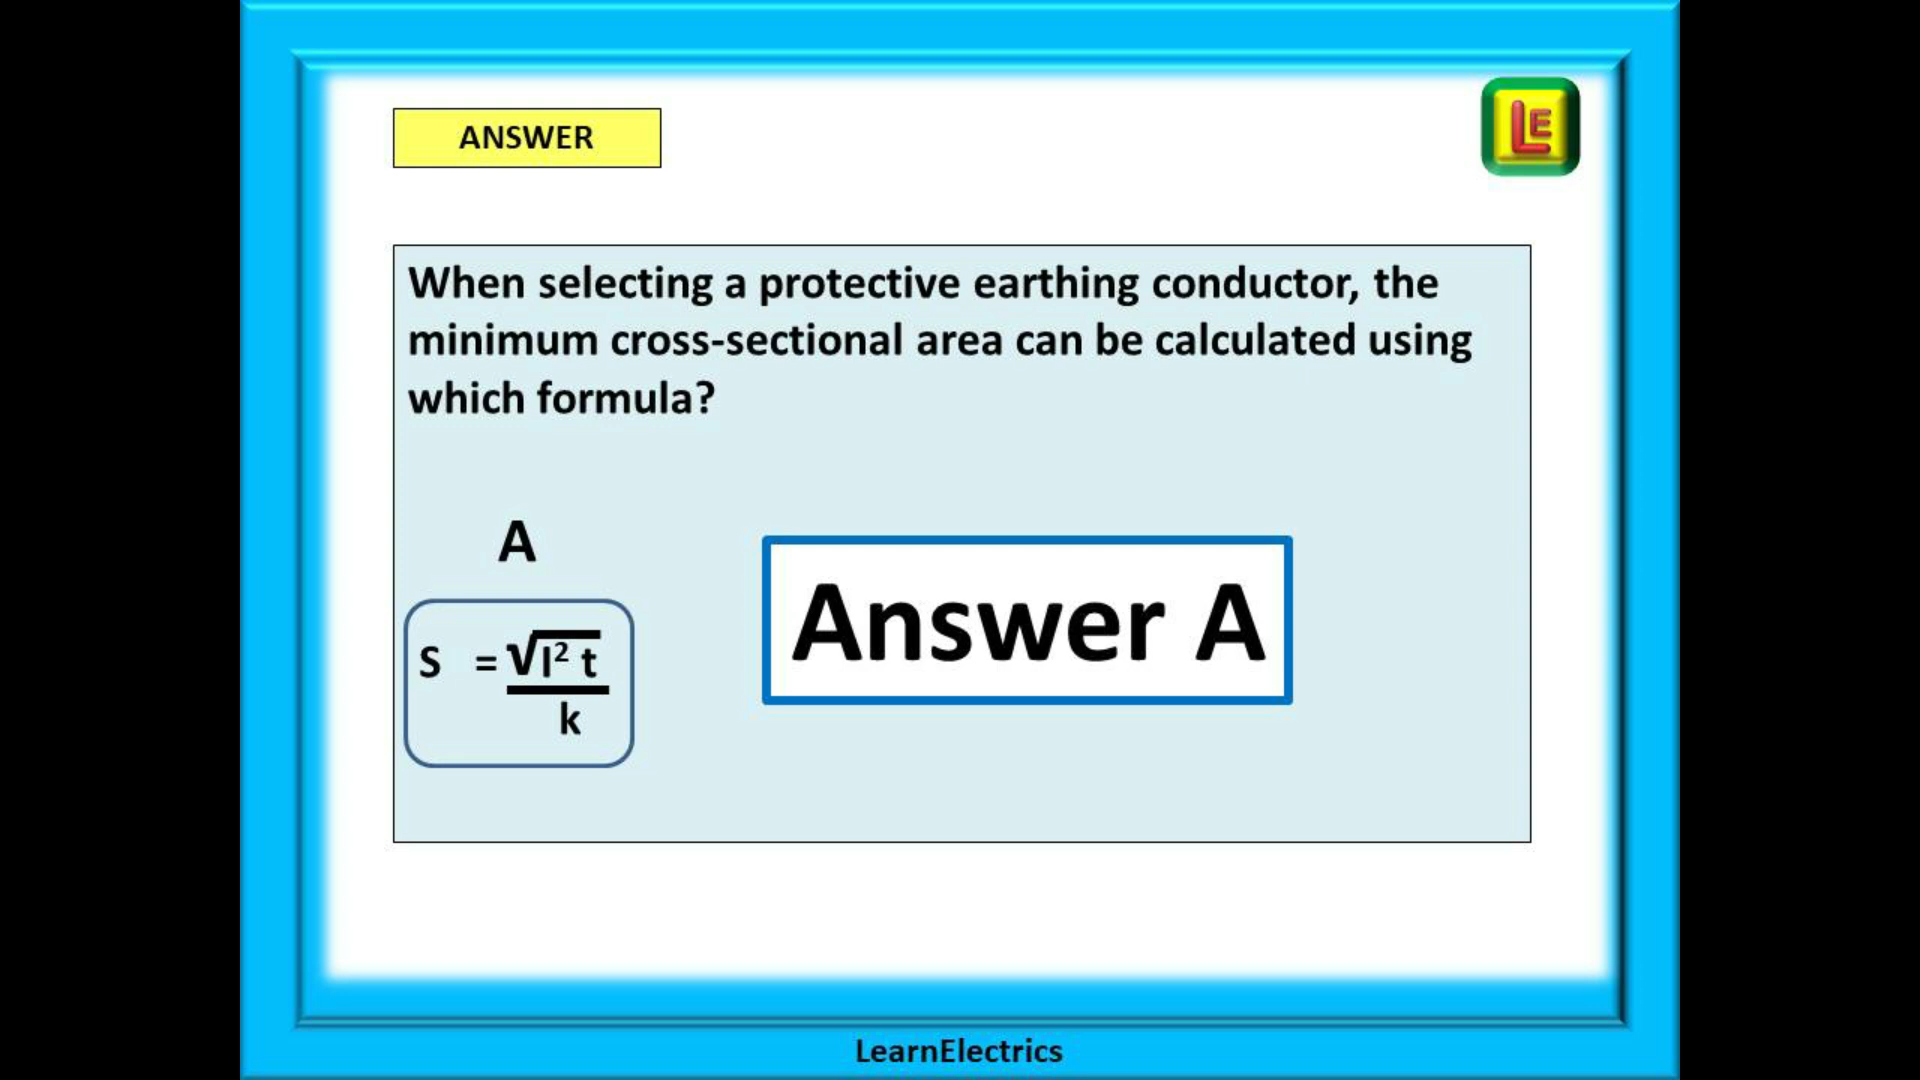 ANSWER
LE
When selecting a protective earthing conductor, the
minimum cross-sectional area can be calculated using
which formula?
A
S = √I² t
k
Answer A
LearnElectrics